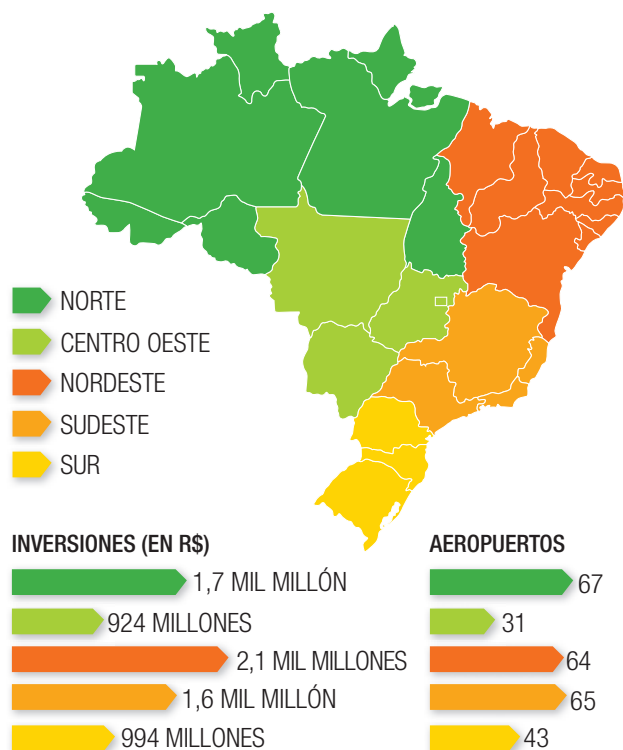 NORTE
CENTRO OESTE
NORDESTE
SUDESTE
SUR
INVERSIONES (EN R$)
1,7 MIL MILLÓN
924 MILLONES
2,1 MIL MILLONES
1,6 MIL MILLÓN
994 MILLONES
AEROPUERTOS
67
31
64
65
43